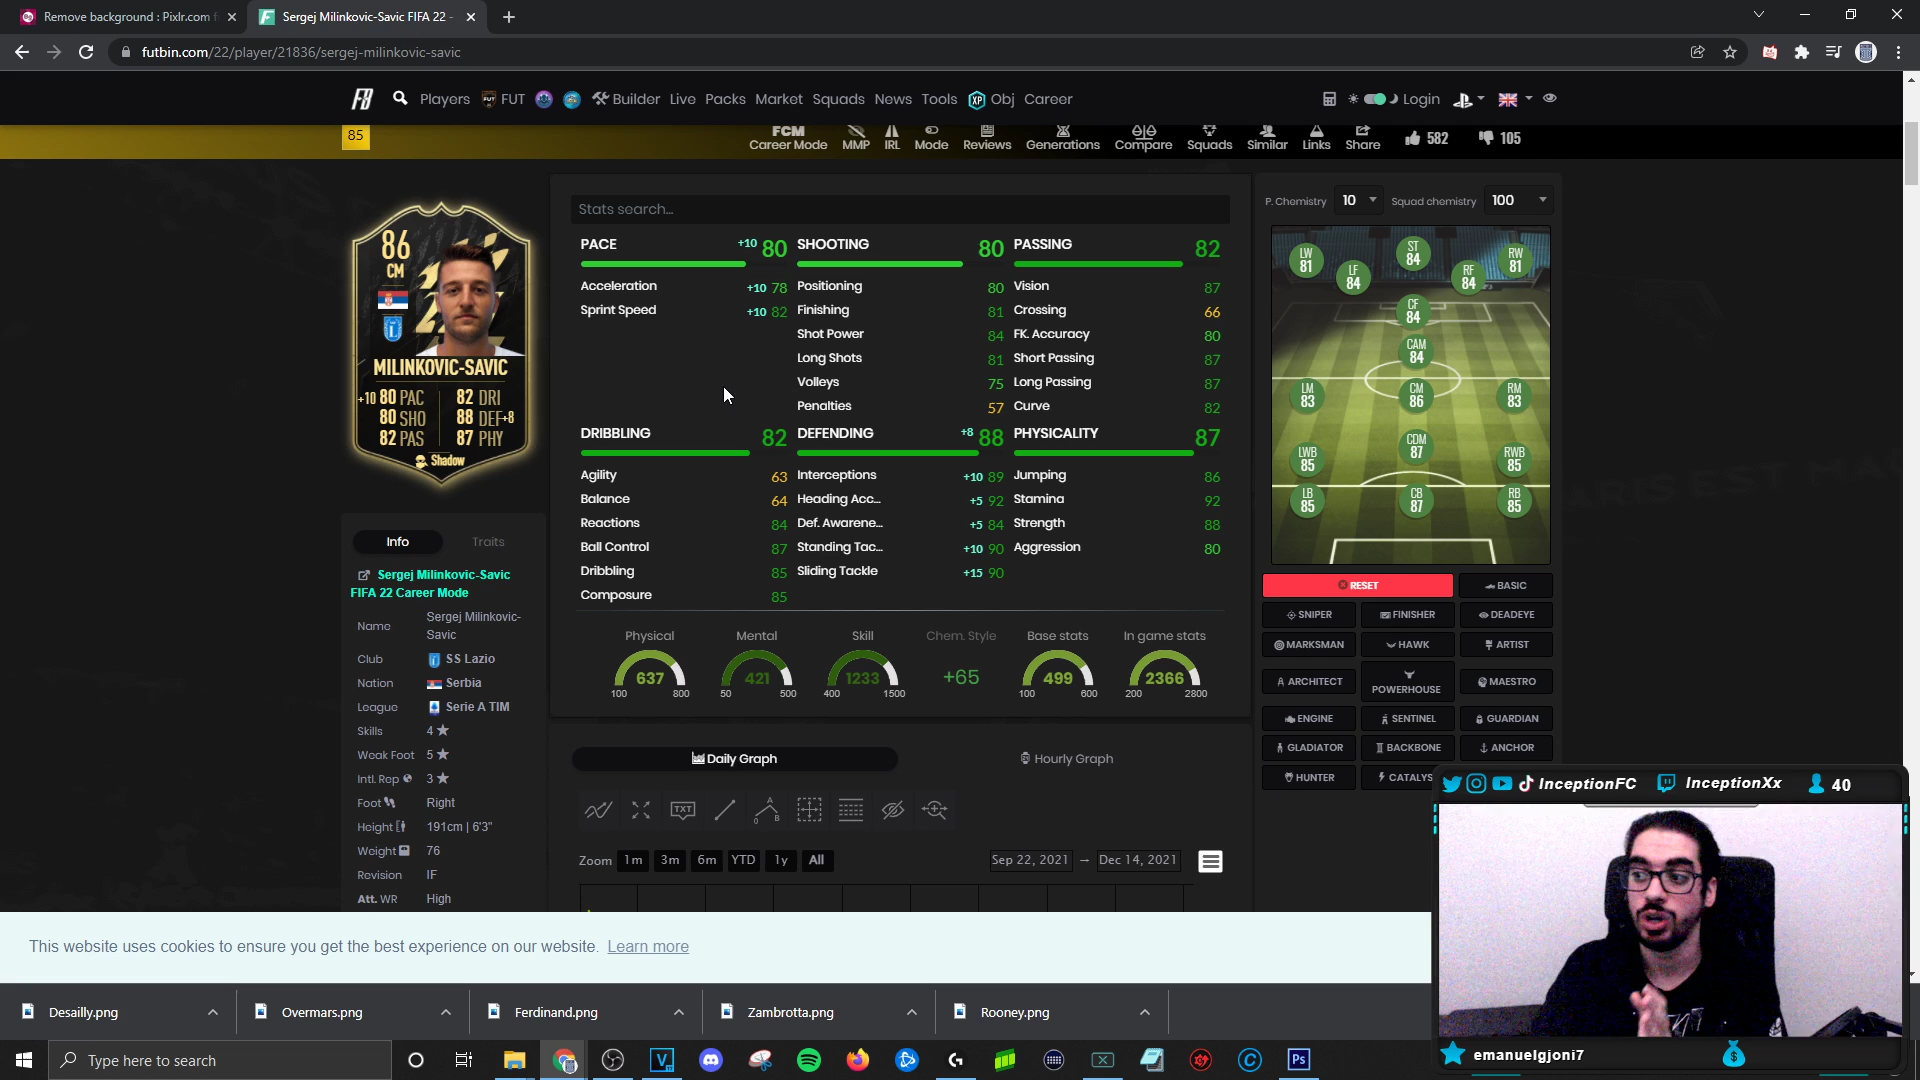 Remove background : Pixlr.com f
Sergej Milinkovic-Savic FIFA 22 -
futbin.com/22/player/21836/sergej-milinkovic-savic
Players FUT Builder Live Packs Market Squads News Tools XP Obj Career
Login
85
FCM Career Mode MMP IRL Mode Reviews Generations Compare Squads Similar Links Share 582 105
Stats search...
P. Chemistry 10 Squad chemistry 100
86
CM
MILINKOVIC-SAVIC
+10 80 PAC 82 DRI
80 SHO 88 DEF+8
82 PAS 87 PHY
Shadow
PACE +10 80 SHOOTING 80 PASSING 82
Acceleration +10 78 Positioning 80 Vision 87
Sprint Speed +10 82 Finishing 81 Crossing 66
Shot Power 84 FK. Accuracy 80
Long Shots 81 Short Passing 87
Volleys 75 Long Passing 87
Penalties 57 Curve 82
DRIBBLING 82 DEFENDING +8 88 PHYSICALITY 87
Agility 63 Interceptions +10 89 Jumping 86
Balance 64 Heading Acc... +5 92 Stamina 92
Reactions 84 Def. Awarene... +5 84 Strength 88
Ball Control 87 Standing Tac... +10 90 Aggression 80
Dribbling 85 Sliding Tackle +15 90
Composure 85
Physical Mental Skill Chem. Style Base stats In game stats
637 421 1233 +65 499 2366
100 800 50 500 400 1500 100 600 200 2800
LW 81
ST 84
RW 81
LF 84
RF 84
CF 84
CAM 84
LM 83
CM 86
RM 83
CDM 87
LWB 85
RWB 85
LB 85
CB 87
RB 85
RESET BASIC
SNIPER FINISHER DEADEYE
MARKSMAN HAWK ARTIST
ARCHITECT POWERHOUSE MAESTRO
ENGINE SENTINEL GUARDIAN
GLADIATOR BACKBONE ANCHOR
HUNTER CATALYS
Info Traits
Sergej Milinkovic-Savic
FIFA 22 Career Mode
Name Sergej Milinkovic-
Savic
Club SS Lazio
Nation Serbia
League Serie A TIM
Skills 4
Weak Foot 5
Intl. Rep 3
Foot Right
Height 191cm | 6'3"
Weight 76
Revision IF
Att. WR High
Daily Graph Hourly Graph
TXT
Zoom 1m 3m 6m YTD 1y All Sep 22, 2021 → Dec 14, 2021
This website uses cookies to ensure you get the best experience on our website. Learn more
InceptionFC InceptionXx 40
emanuelgjoni7
Desailly.png Overmars.png Ferdinand.png Zambrotta.png Rooney.png
Type here to search
Ps